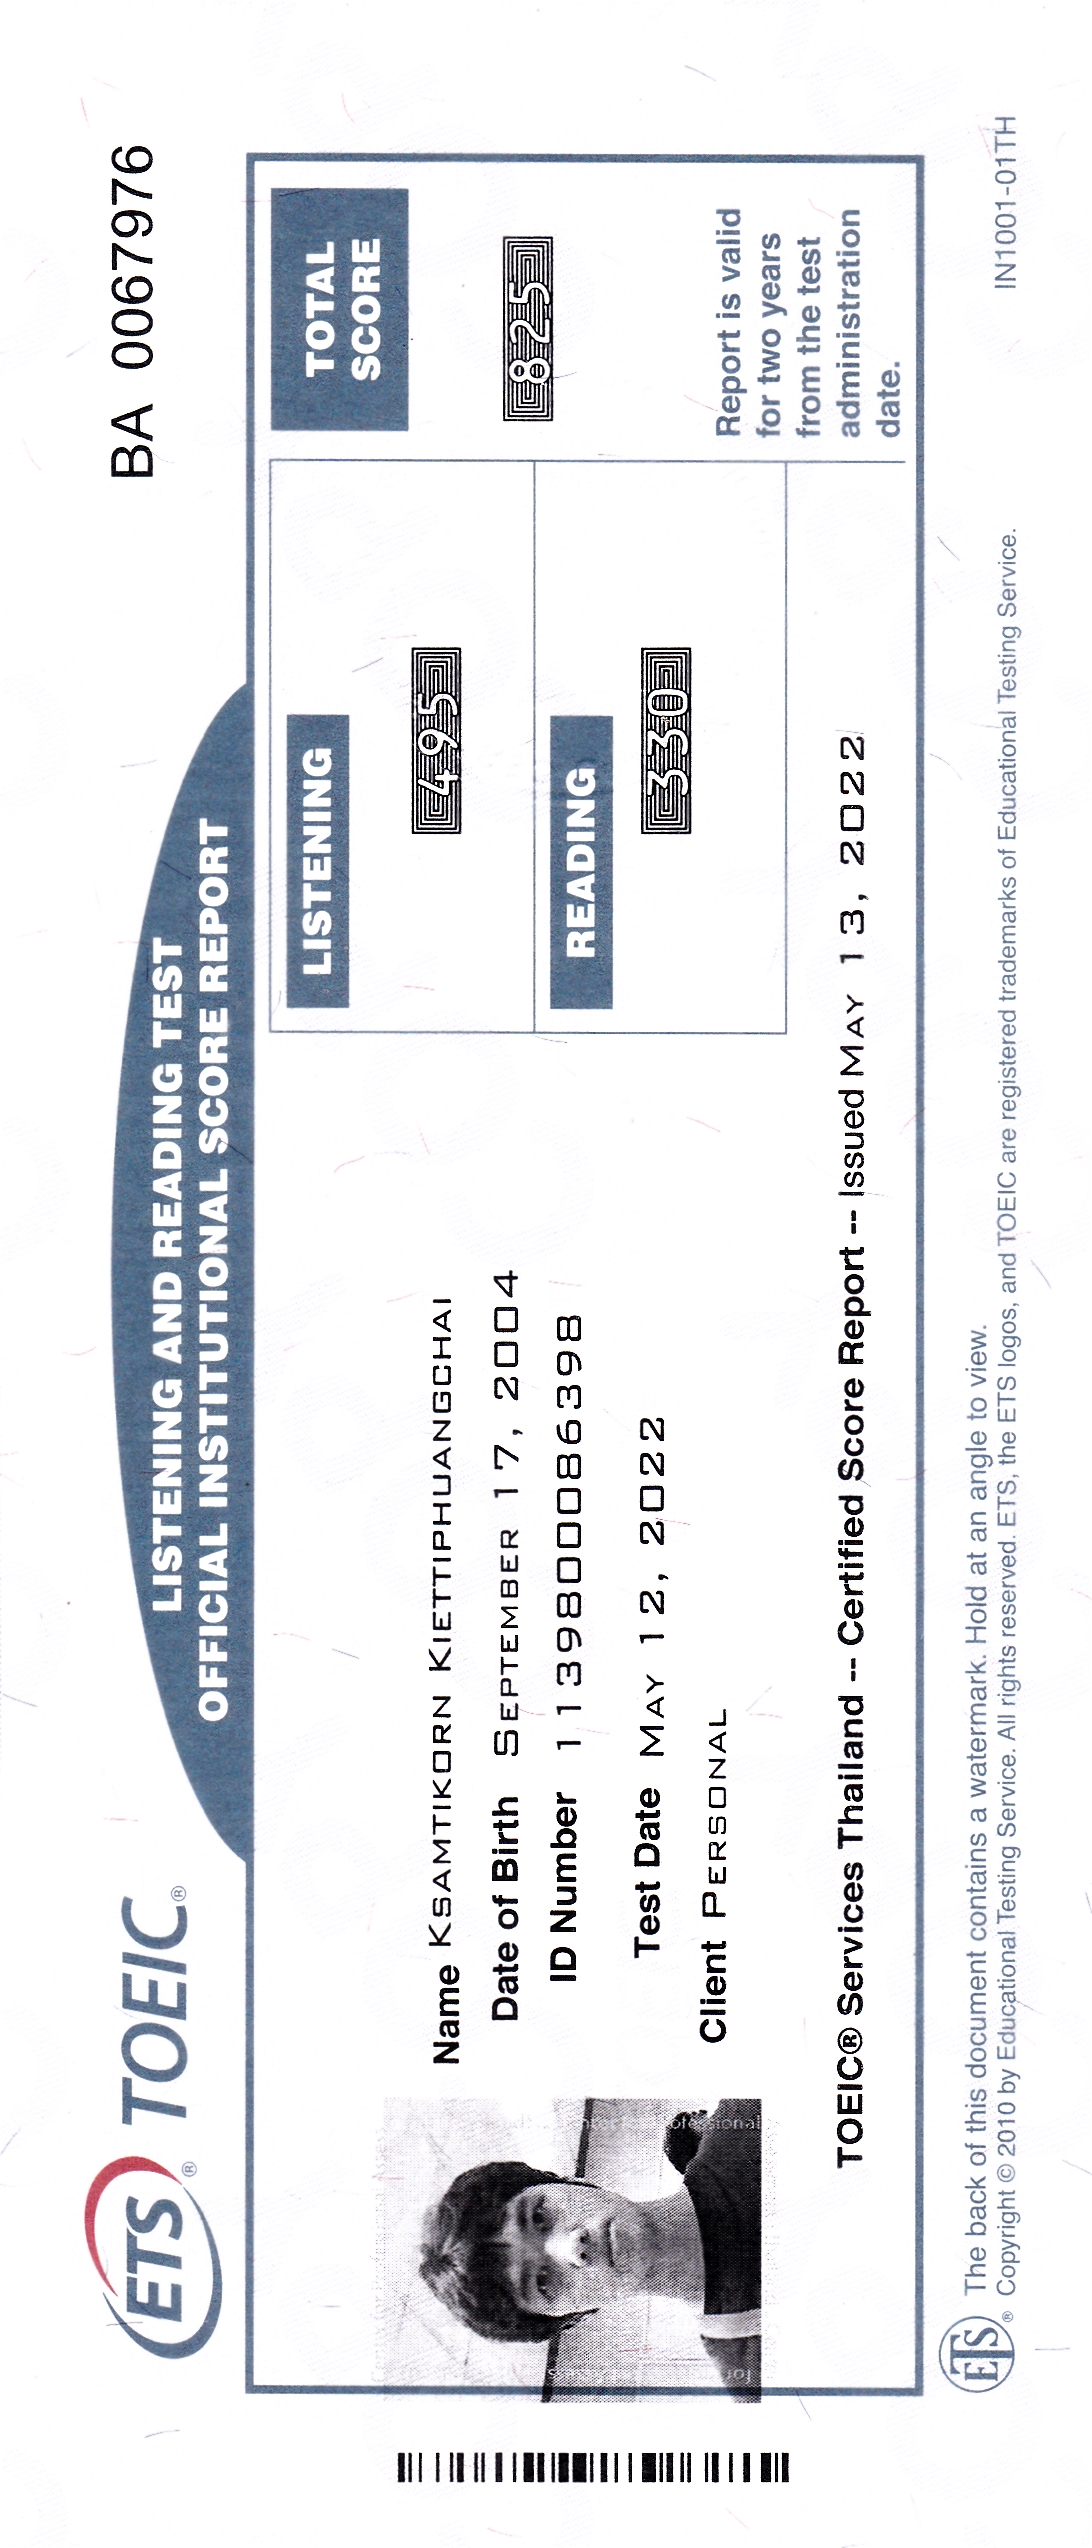 ETS® TOEIC®
LISTENING AND READING TEST
OFFICIAL INSTITUTIONAL SCORE REPORT
BA 0067976
Name KSAMTIKORN KIETTIPHUANGCHAI
Date of Birth SEPTEMBER 17, 2004
ID Number 1139800086398
Test Date MAY 12, 2022
Client PERSONAL
LISTENING
495
READING
330
TOTAL
SCORE
825
Report is valid
for two years
from the test
administration
date.
TOEIC® Services Thailand -- Certified Score Report -- Issued MAY 13, 2022
ETS®
The back of this document contains a watermark. Hold at an angle to view.
Copyright © 2010 by Educational Testing Service. All rights reserved. ETS, the ETS logos, and TOEIC are registered trademarks of Educational Testing Service.
IN1001-01TH